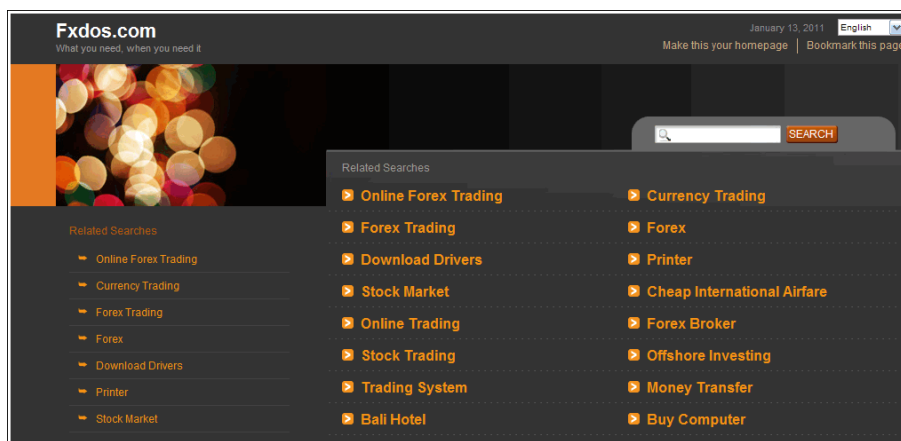 Fxdos.com
What you need, when you need it
January 13, 2011 English
Make this your homepage | Bookmark this page
SEARCH
Related Searches
Online Forex Trading
Currency Trading
Forex Trading
Forex
Download Drivers
Printer
Stock Market
Related Searches
Online Forex Trading Currency Trading
Forex Trading Forex
Download Drivers Printer
Stock Market Cheap International Airfare
Online Trading Forex Broker
Stock Trading Offshore Investing
Trading System Money Transfer
Bali Hotel Buy Computer